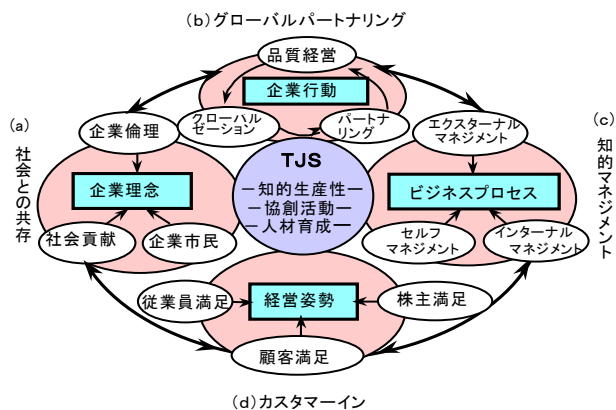 (b)グローバルパートナリング
品質経営
企業行動
グローバル
ゼーション
パートナ
リング
(a)
社会との共存
企業倫理
企業理念
社会貢献
企業市民
TJS
－知的生産性－
－協創活動－
－人材育成－
エクスターナル
マネジメント
ビジネスプロセス
セルフ
マネジメント
インターナル
マネジメント
(c)
知的マネジメント
従業員満足
経営姿勢
株主満足
顧客満足
(d)カスタマーイン